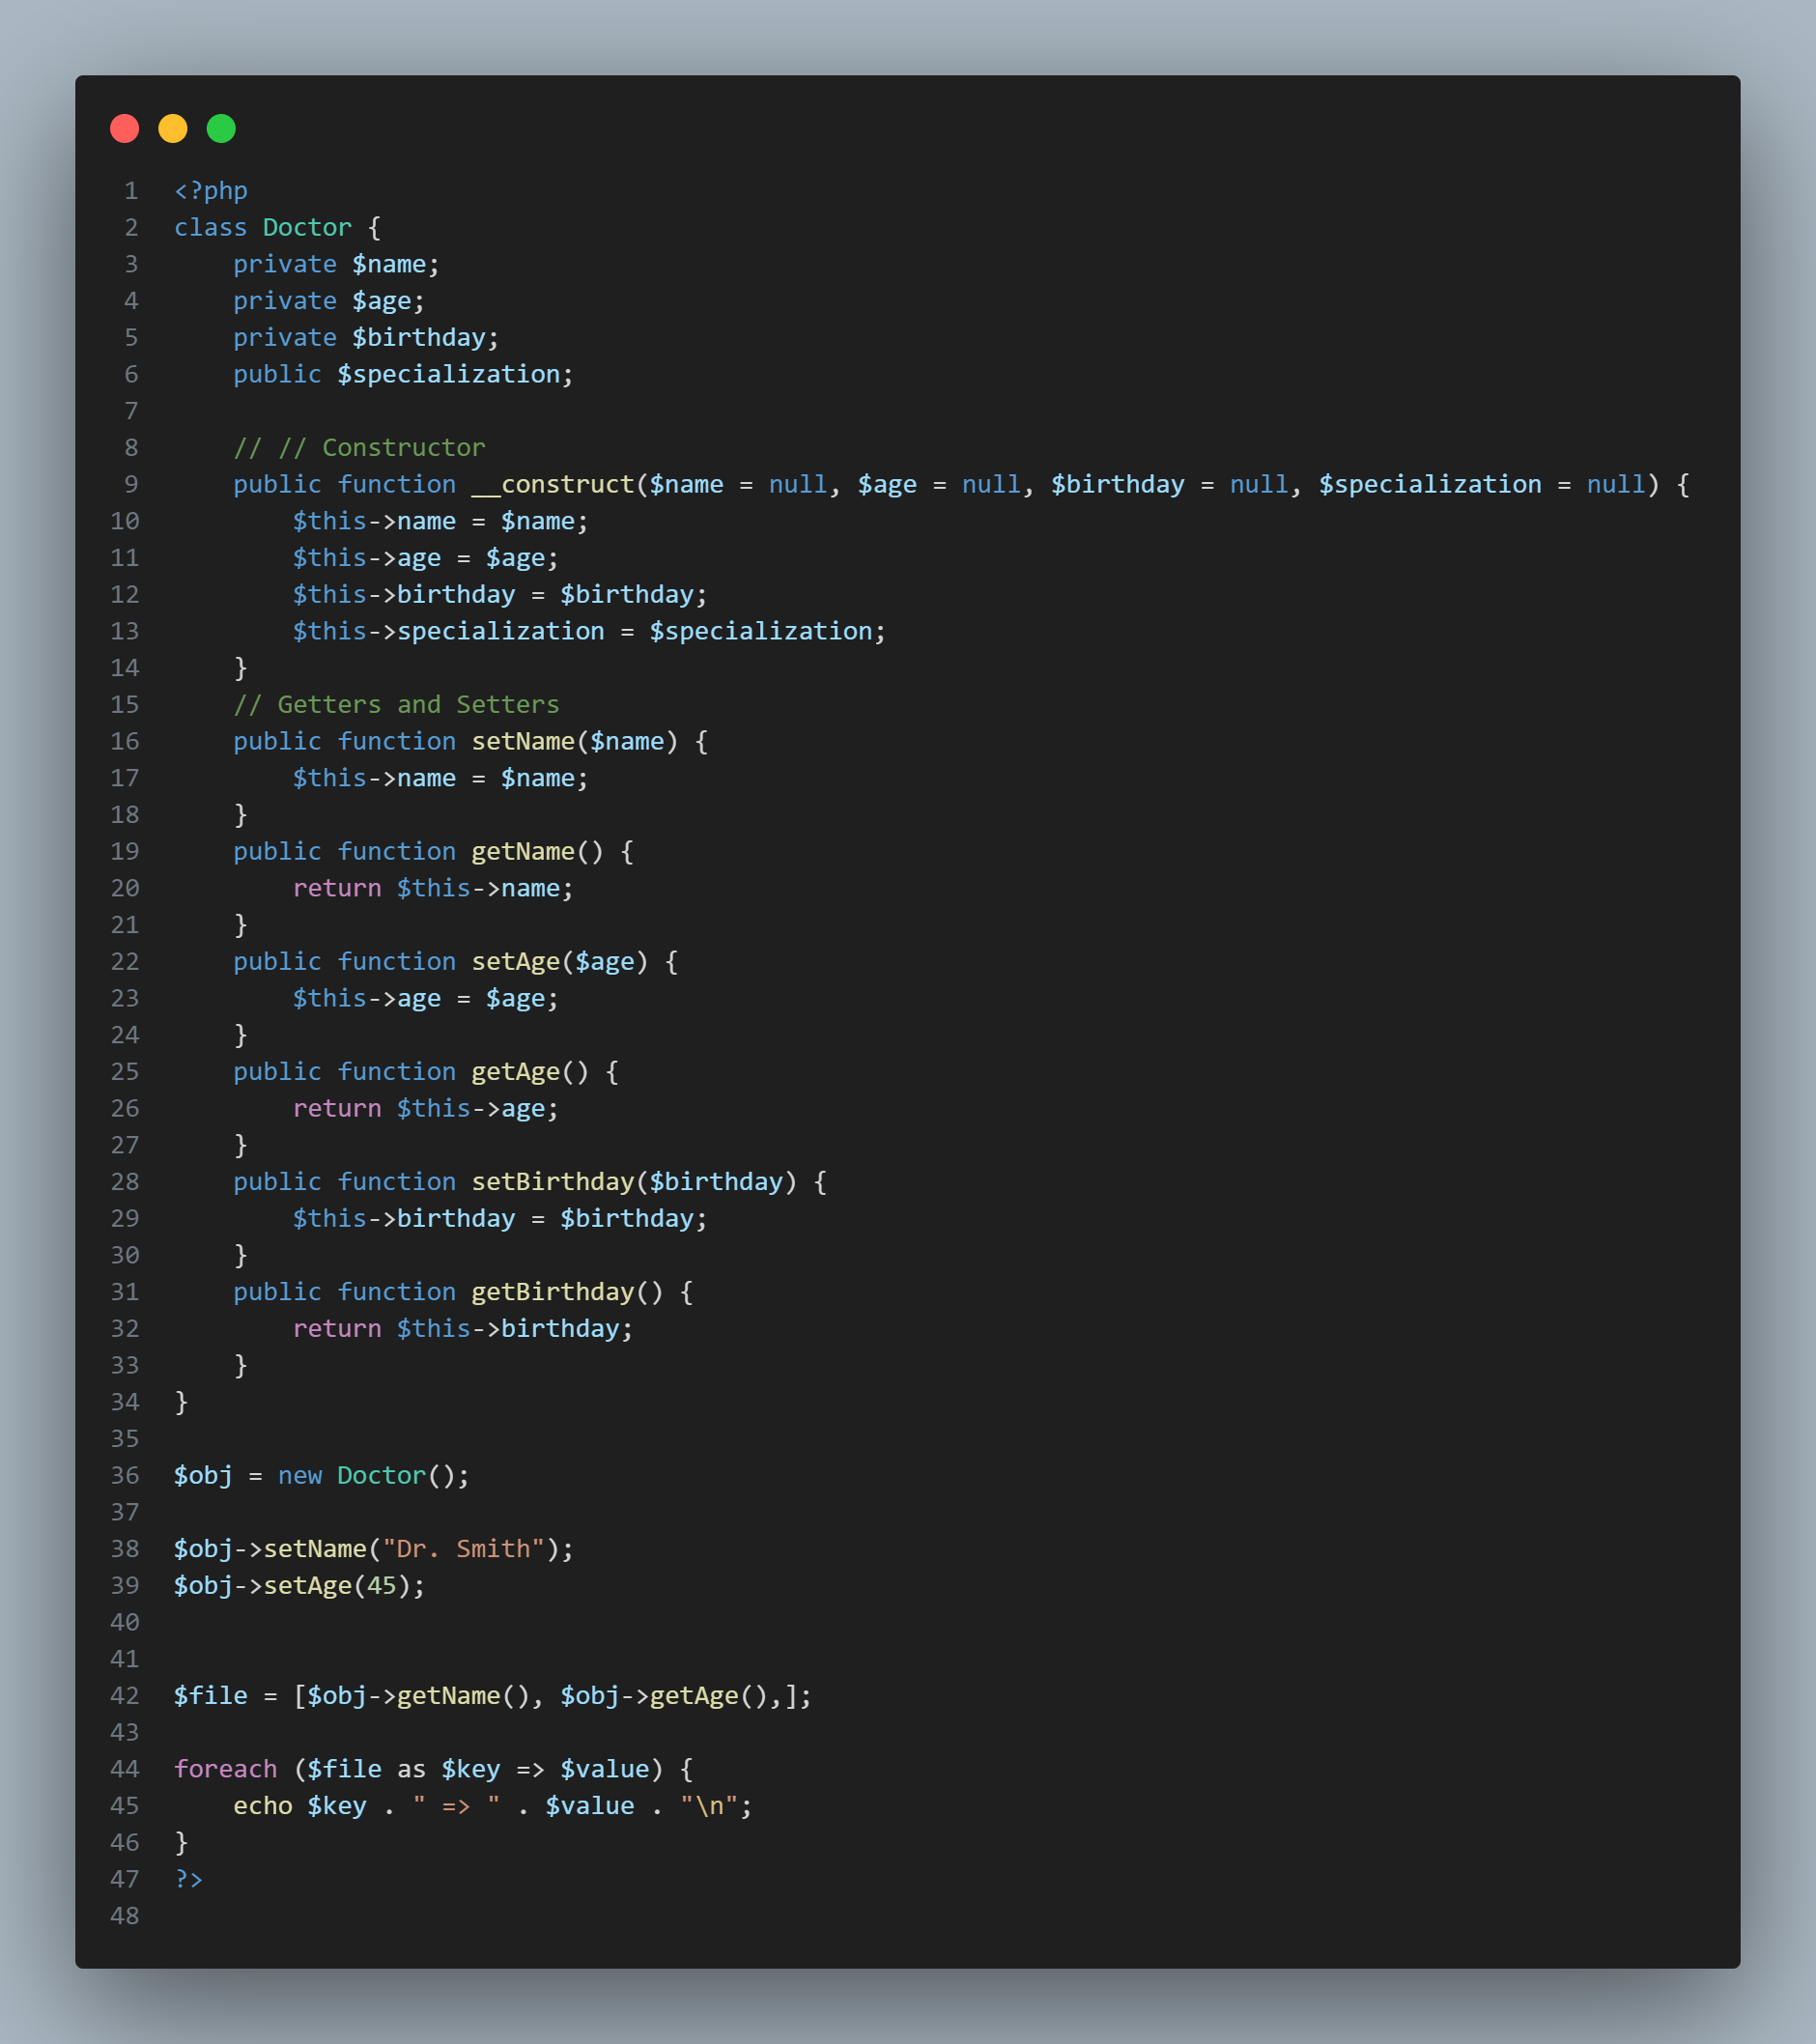 1 <?php
2 class Doctor {
3     private $name;
4     private $age;
5     private $birthday;
6     public $specialization;
7
8     // // Constructor
9     public function __construct($name = null, $age = null, $birthday = null, $specialization = null) {
10         $this->name = $name;
11         $this->age = $age;
12         $this->birthday = $birthday;
13         $this->specialization = $specialization;
14     }
15     // Getters and Setters
16     public function setName($name) {
17         $this->name = $name;
18     }
19     public function getName() {
20         return $this->name;
21     }
22     public function setAge($age) {
23         $this->age = $age;
24     }
25     public function getAge() {
26         return $this->age;
27     }
28     public function setBirthday($birthday) {
29         $this->birthday = $birthday;
30     }
31     public function getBirthday() {
32         return $this->birthday;
33     }
34 }
35
36 $obj = new Doctor();
37
38 $obj->setName("Dr. Smith");
39 $obj->setAge(45);
40
41
42 $file = [$obj->getName(), $obj->getAge(),];
43
44 foreach ($file as $key => $value) {
45     echo $key . " => " . $value . "\n";
46 }
47 ?>
48